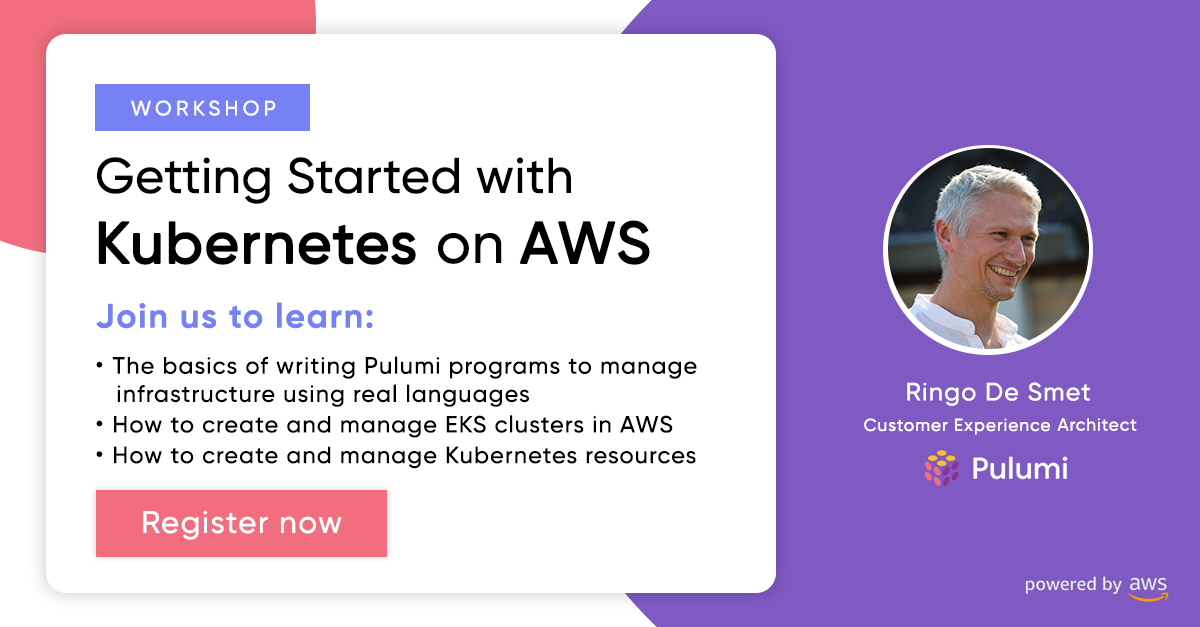 WORKSHOP
Getting Started with
Kubernetes on AWS
Join us to learn:
• The basics of writing Pulumi programs to manage
infrastructure using real languages
• How to create and manage EKS clusters in AWS
• How to create and manage Kubernetes resources
Register now
Ringo De Smet
Customer Experience Architect
Pulumi
powered by aws